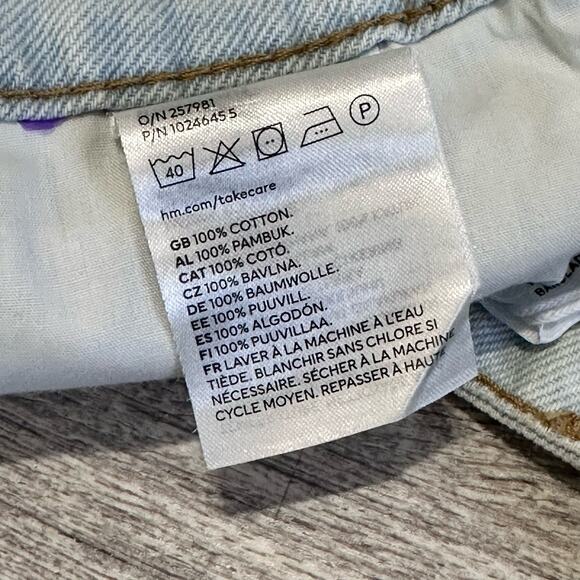 O/N 257981
P/N 1024645 5
40
P
hm.com/takecare
GB 100% COTTON.
AL 100% PAMBUK.
CAT 100% COTÓ.
CZ 100% BAVLNA.
DE 100% BAUMWOLLE.
EE 100% PUUVILL.
ES 100% ALGODÓN.
FI 100% PUUVILLAA.
FR LAVER À LA MACHINE À L'EAU
TIÈDE. BLANCHIR SANS CHLORE SI
NÉCESSAIRE. SÉCHER À LA MACHINE
CYCLE MOYEN. REPASSER À HAUTE